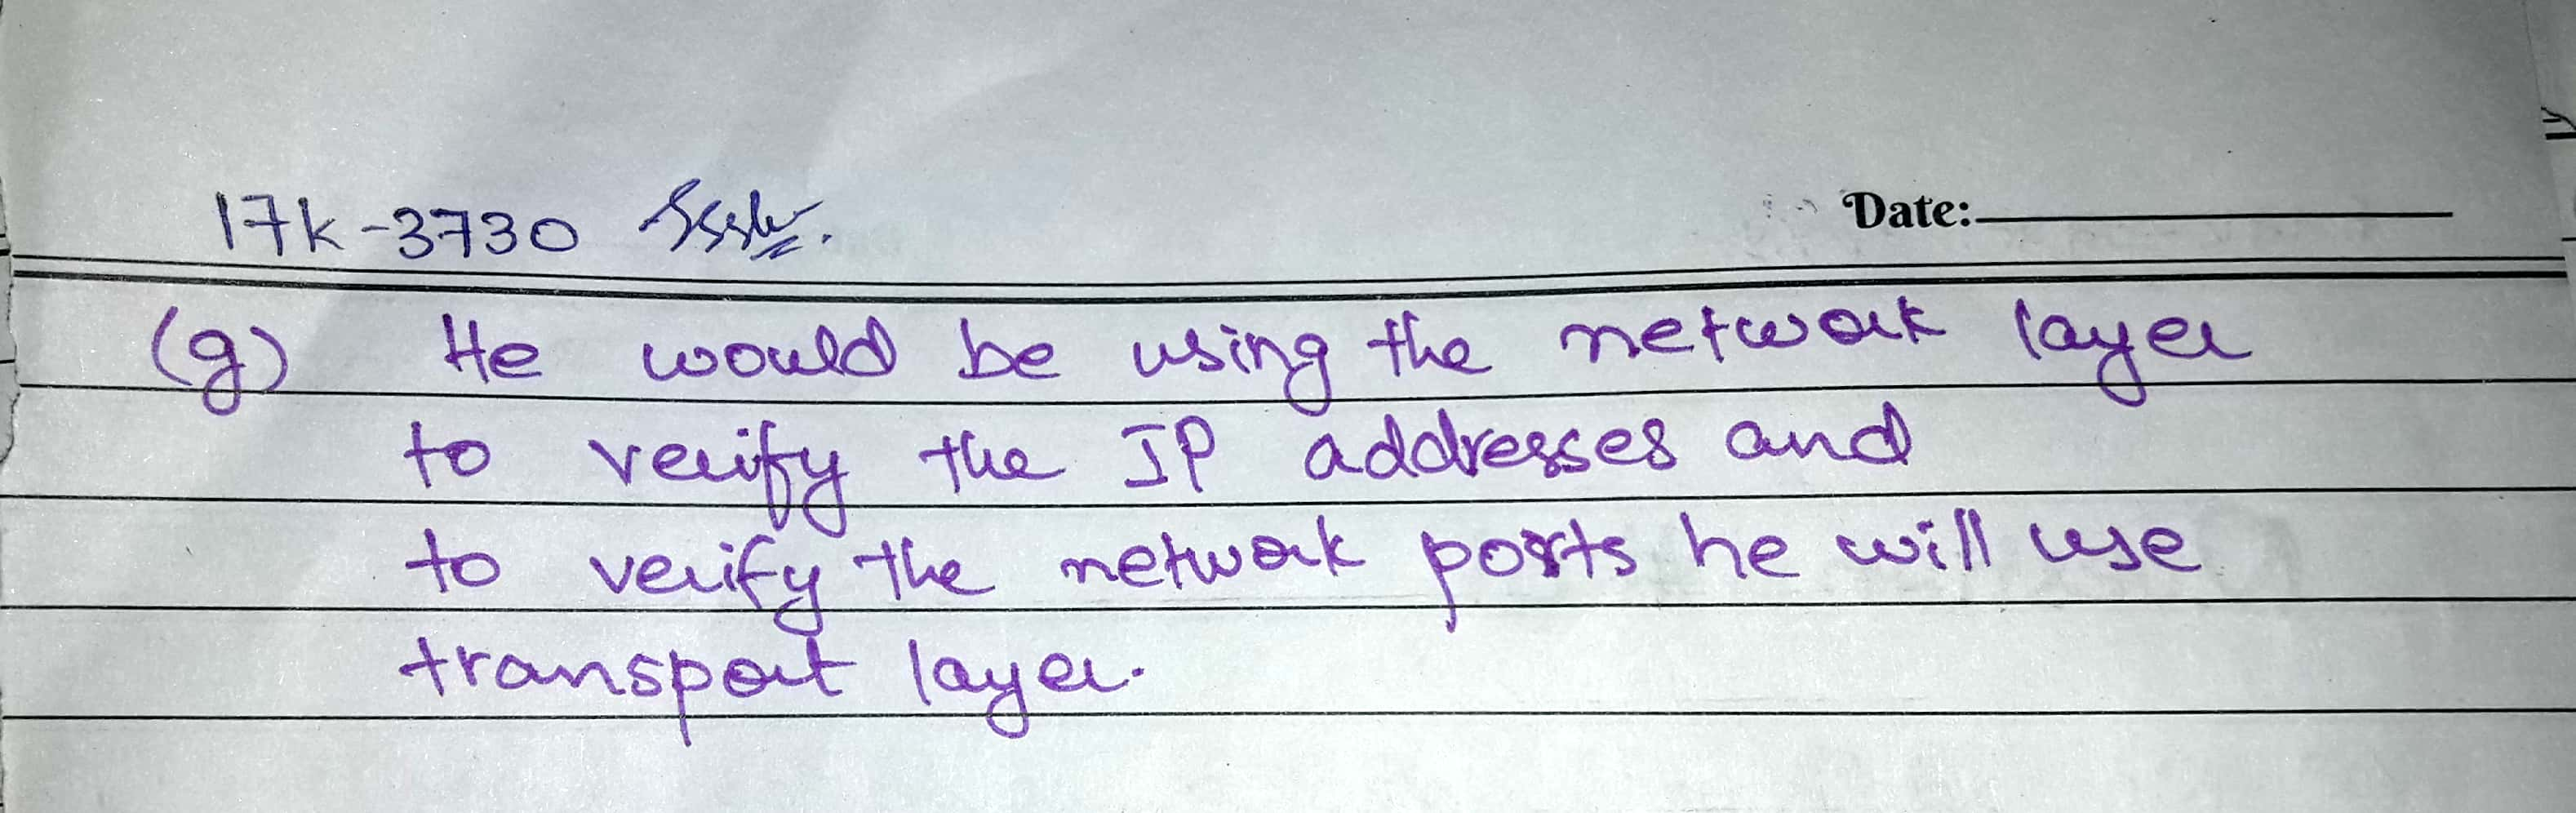 17k-3730
Date:
(g) He would be using the network layer
to verify the IP addresses and
to verify the network ports he will use
transport layer.